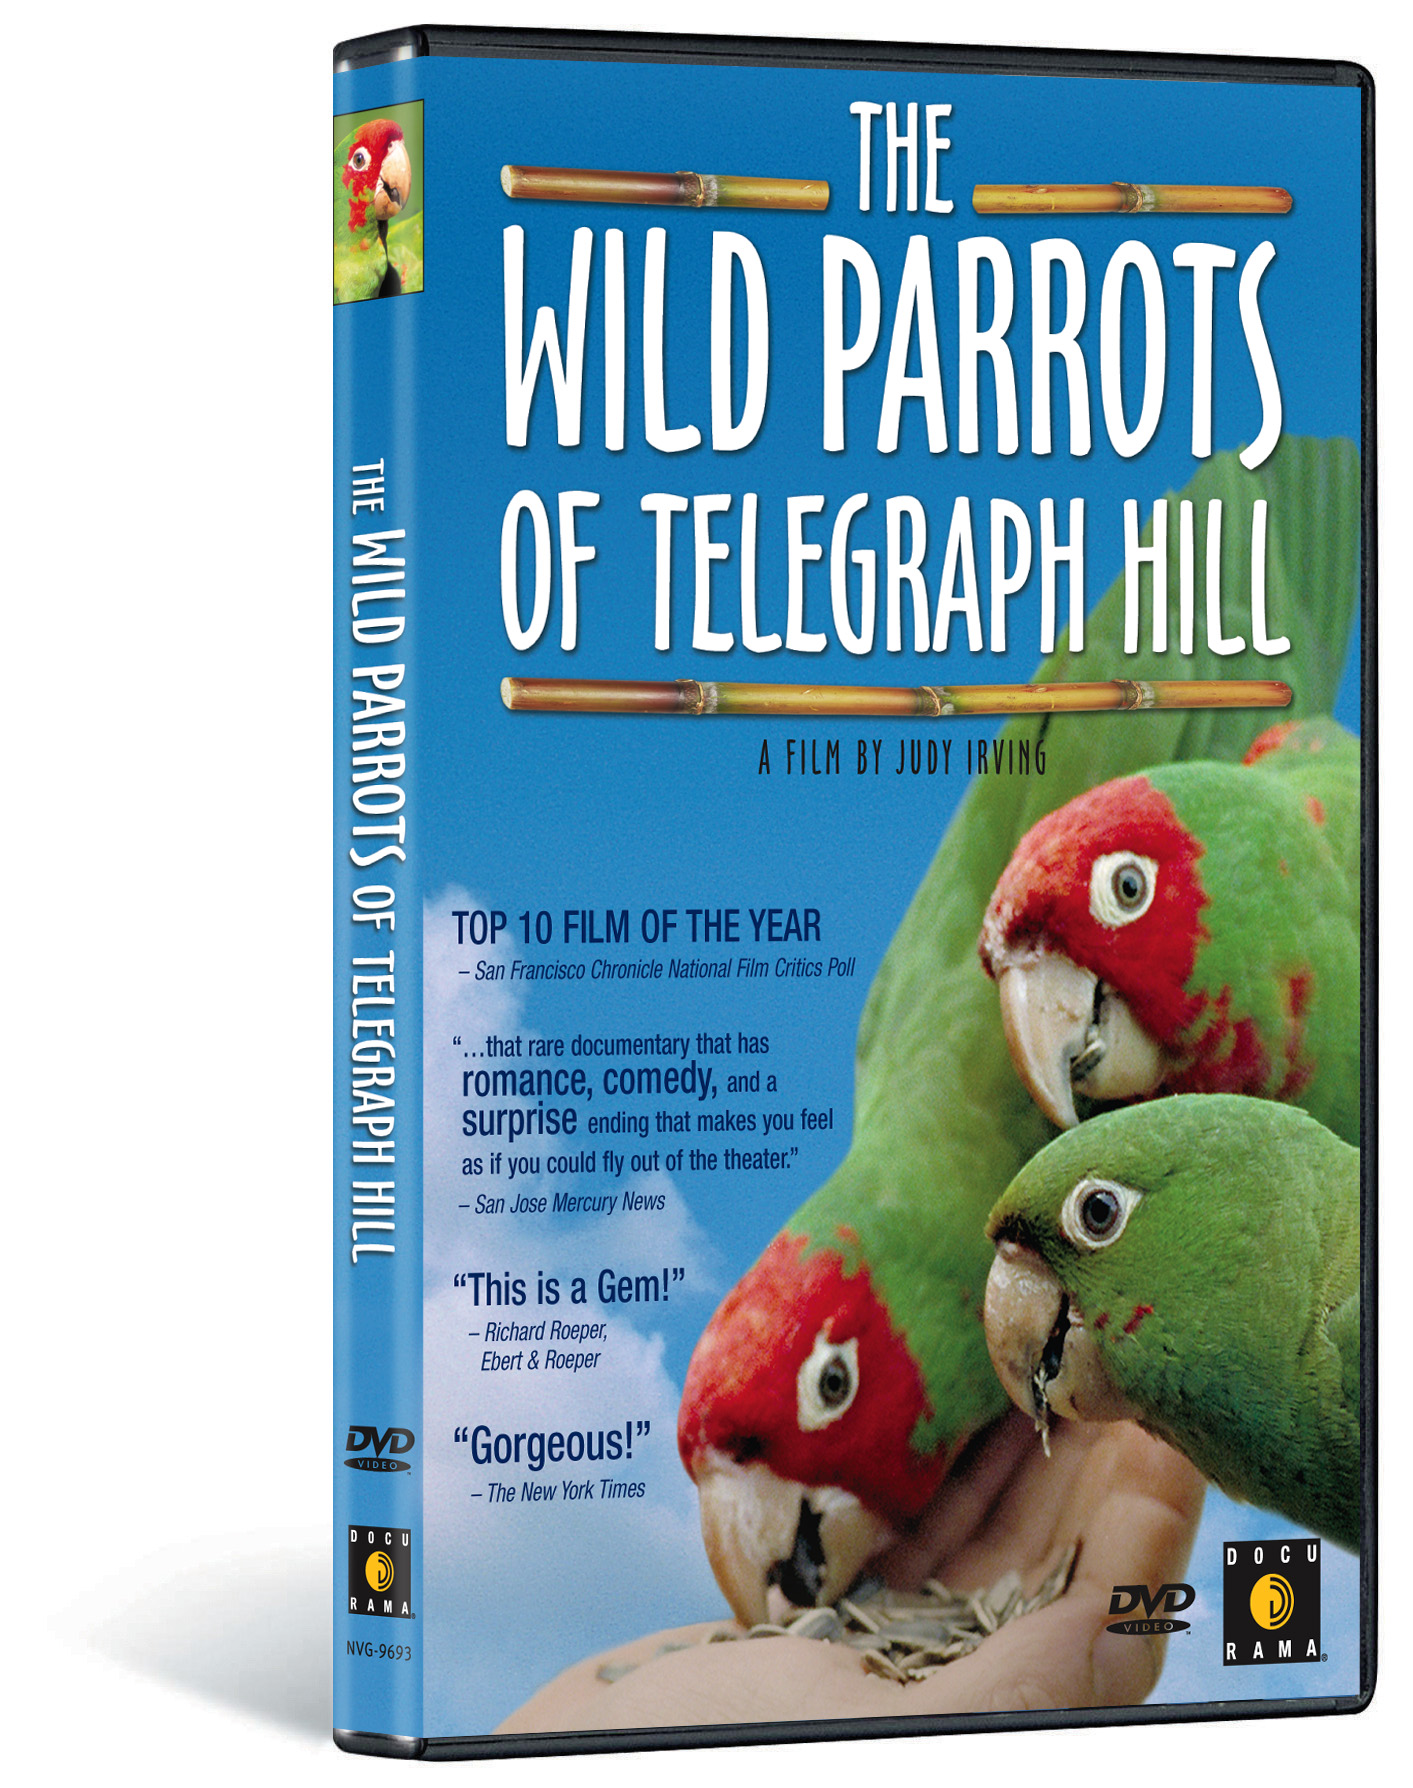 THE
WILD PARROTS
OF TELEGRAPH HILL
A FILM BY JUDY IRVING
TOP 10 FILM OF THE YEAR
– San Francisco Chronicle National Film Critics Poll
“…that rare documentary that has
romance, comedy, and a
surprise ending that makes you feel
as if you could fly out of the theater.”
– San Jose Mercury News
“This is a Gem!”
– Richard Roeper,
Ebert & Roeper
“Gorgeous!”
– The New York Times
DVD
VIDEO™
DOCU
RAMA®
THE WILD PARROTS OF TELEGRAPH HILL
DVD
VIDEO™
DOCU
RAMA®
NVG-9693